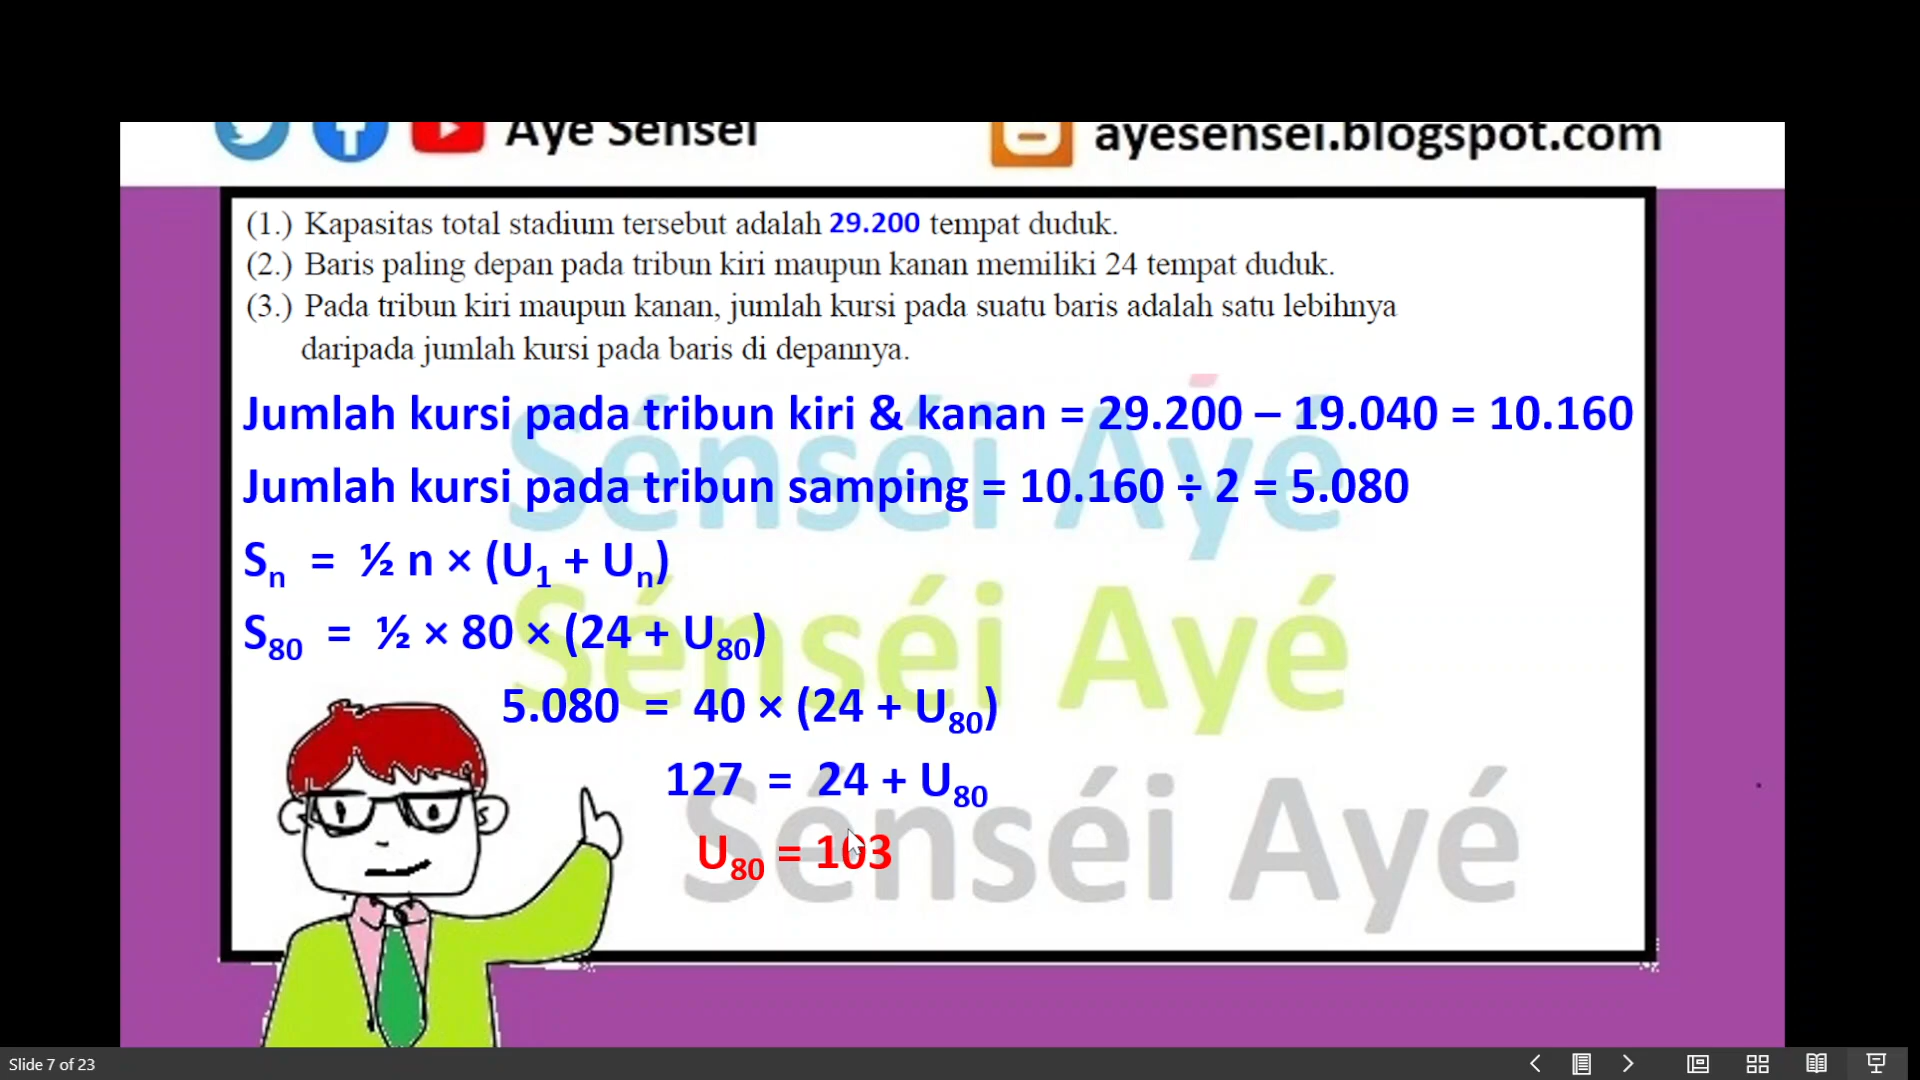 Aye Sensei
ayesensei.blogspot.com
(1.) Kapasitas total stadium tersebut adalah 29.200 tempat duduk.
(2.) Baris paling depan pada tribun kiri maupun kanan memiliki 24 tempat duduk.
(3.) Pada tribun kiri maupun kanan, jumlah kursi pada suatu baris adalah satu lebihnya
daripada jumlah kursi pada baris di depannya.
Jumlah kursi pada tribun kiri & kanan = 29.200 – 19.040 = 10.160
Jumlah kursi pada tribun samping = 10.160 ÷ 2 = 5.080
Sₙ = ½ n × (U₁ + Uₙ)
S₈₀ = ½ × 80 × (24 + U₈₀)
5.080 = 40 × (24 + U₈₀)
127 = 24 + U₈₀
U₈₀ = 103
Sénséi Ayé
Sénséi Ayé
Sénséi Ayé
Slide 7 of 23